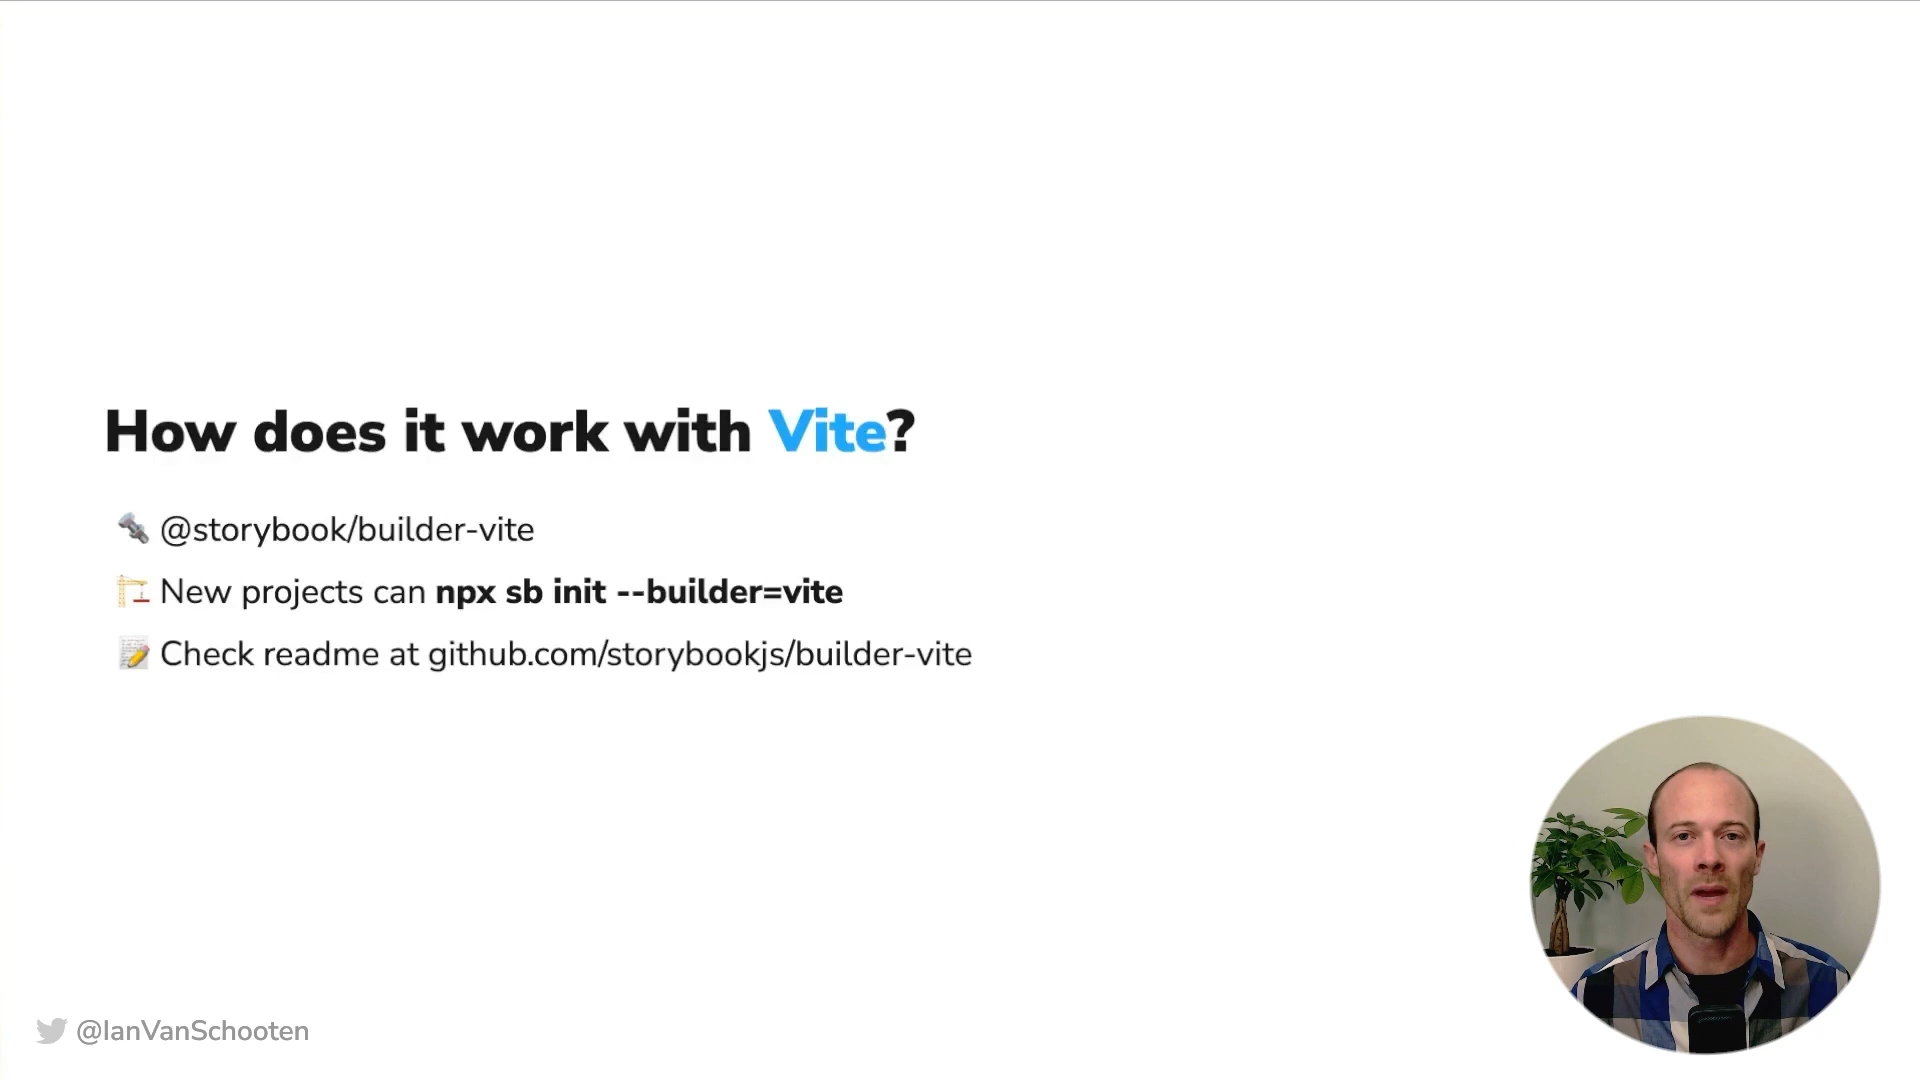 How does it work with Vite?
🔩 @storybook/builder-vite
🏗️ New projects can npx sb init --builder=vite
📝 Check readme at github.com/storybookjs/builder-vite
@IanVanSchooten